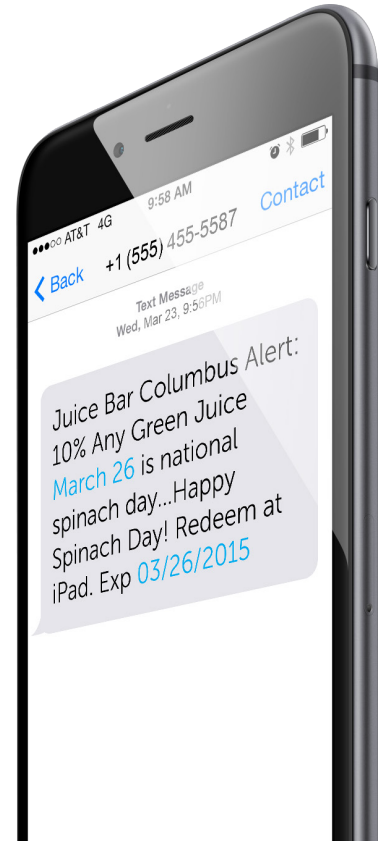 AT&T 4G 9:58 AM
Back +1 (555) 455-5587 Contact
Text Message
Wed, Mar 23, 9:56PM
Juice Bar Columbus Alert:
10% Any Green Juice
March 26 is national
spinach day...Happy
Spinach Day! Redeem at
iPad. Exp 03/26/2015